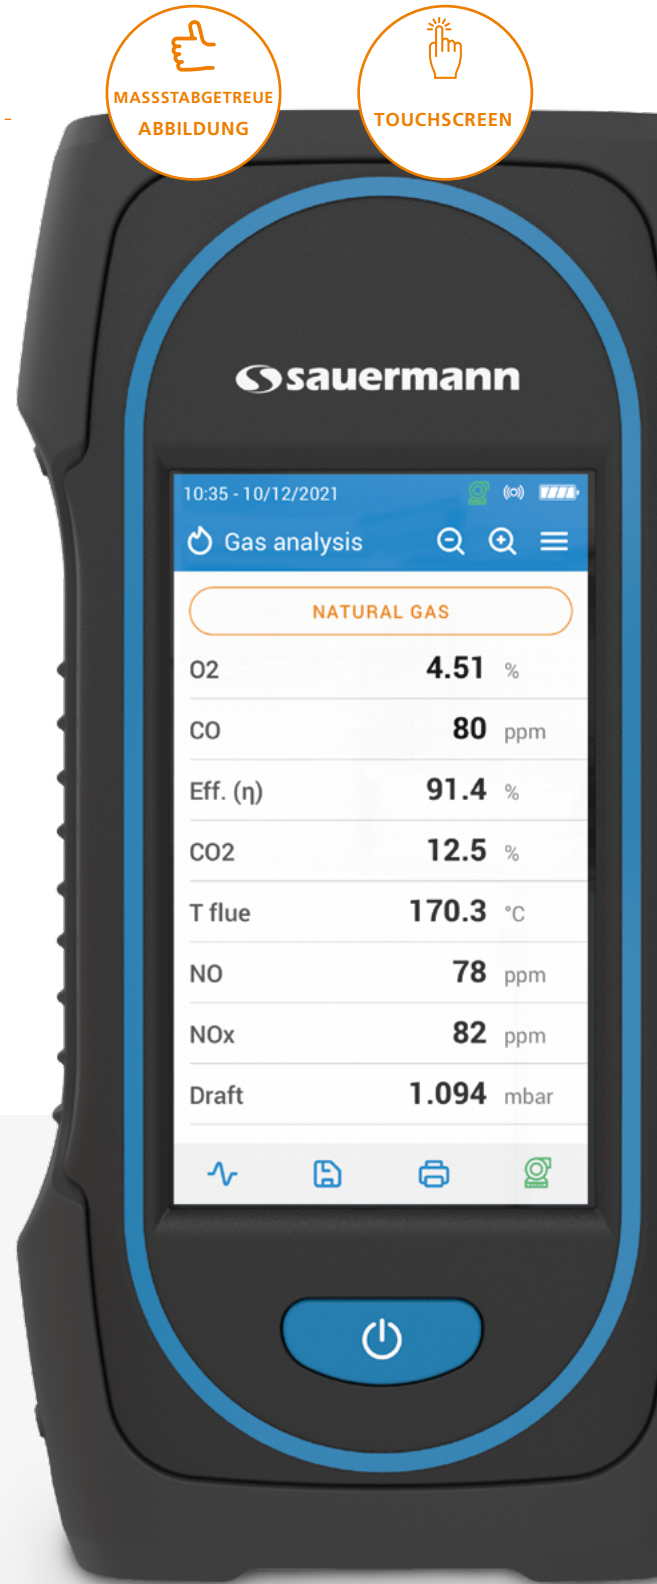 MASSSTABGETREUE
ABBILDUNG
TOUCHSCREEN
sauermann
10:35 - 10/12/2021
Gas analysis
NATURAL GAS
O2 4.51 %
CO 80 ppm
Eff. (η) 91.4 %
CO2 12.5 %
T flue 170.3 °C
NO 78 ppm
NOx 82 ppm
Draft 1.094 mbar